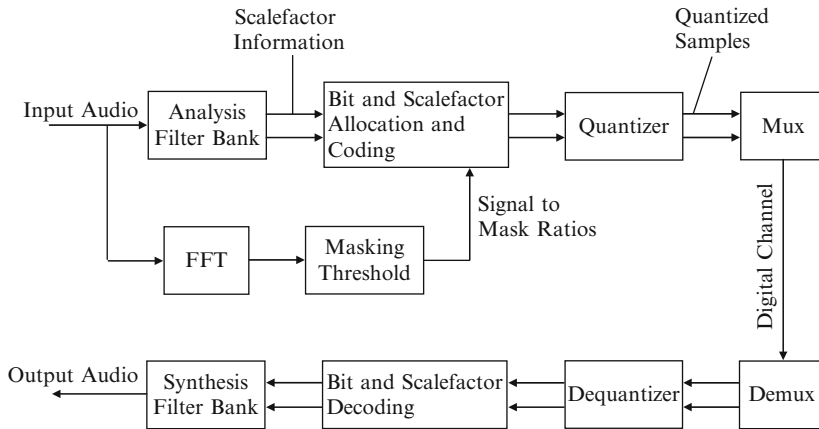 Scalefactor
Information
Quantized
Samples
Input Audio
Analysis
Filter Bank
Bit and Scalefactor
Allocation and
Coding
Quantizer
Mux
FFT
Masking
Threshold
Signal to
Mask Ratios
Digital Channel
Output Audio
Synthesis
Filter Bank
Bit and Scalefactor
Decoding
Dequantizer
Demux